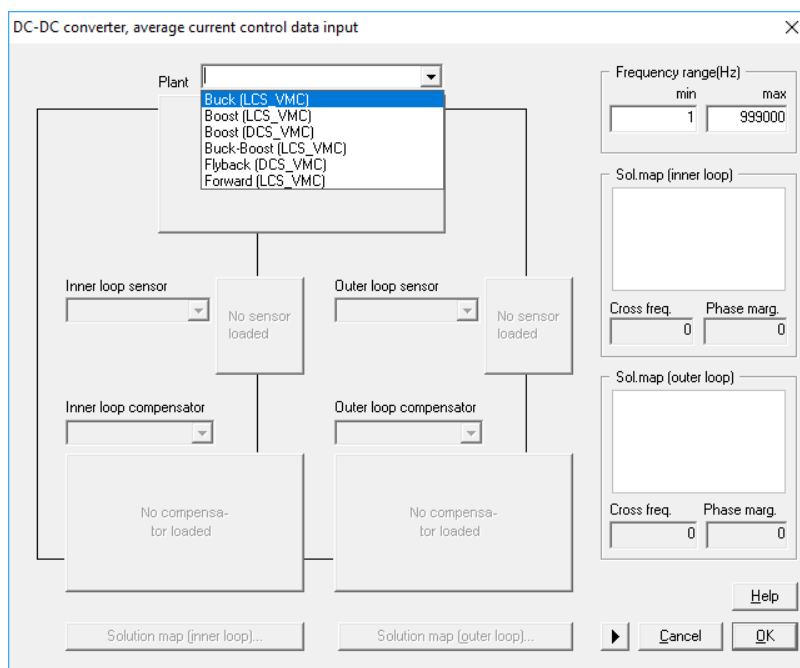 DC-DC converter, average current control data input
Plant
Buck (LCS_VMC)
Boost (LCS_VMC)
Boost (DCS_VMC)
Buck-Boost (LCS_VMC)
Flyback (DCS_VMC)
Forward (LCS_VMC)
Frequency range(Hz)
min max
1 999000
Sol.map (inner loop)
Cross freq. Phase marg.
0 0
Inner loop sensor
No sensor
loaded
Outer loop sensor
No sensor
loaded
Inner loop compensator
No compensa-
tor loaded
Outer loop compensator
No compensa-
tor loaded
Sol.map (outer loop)
Cross freq. Phase marg.
0 0
Help
Solution map (inner loop)...
Solution map (outer loop)...
Cancel
OK